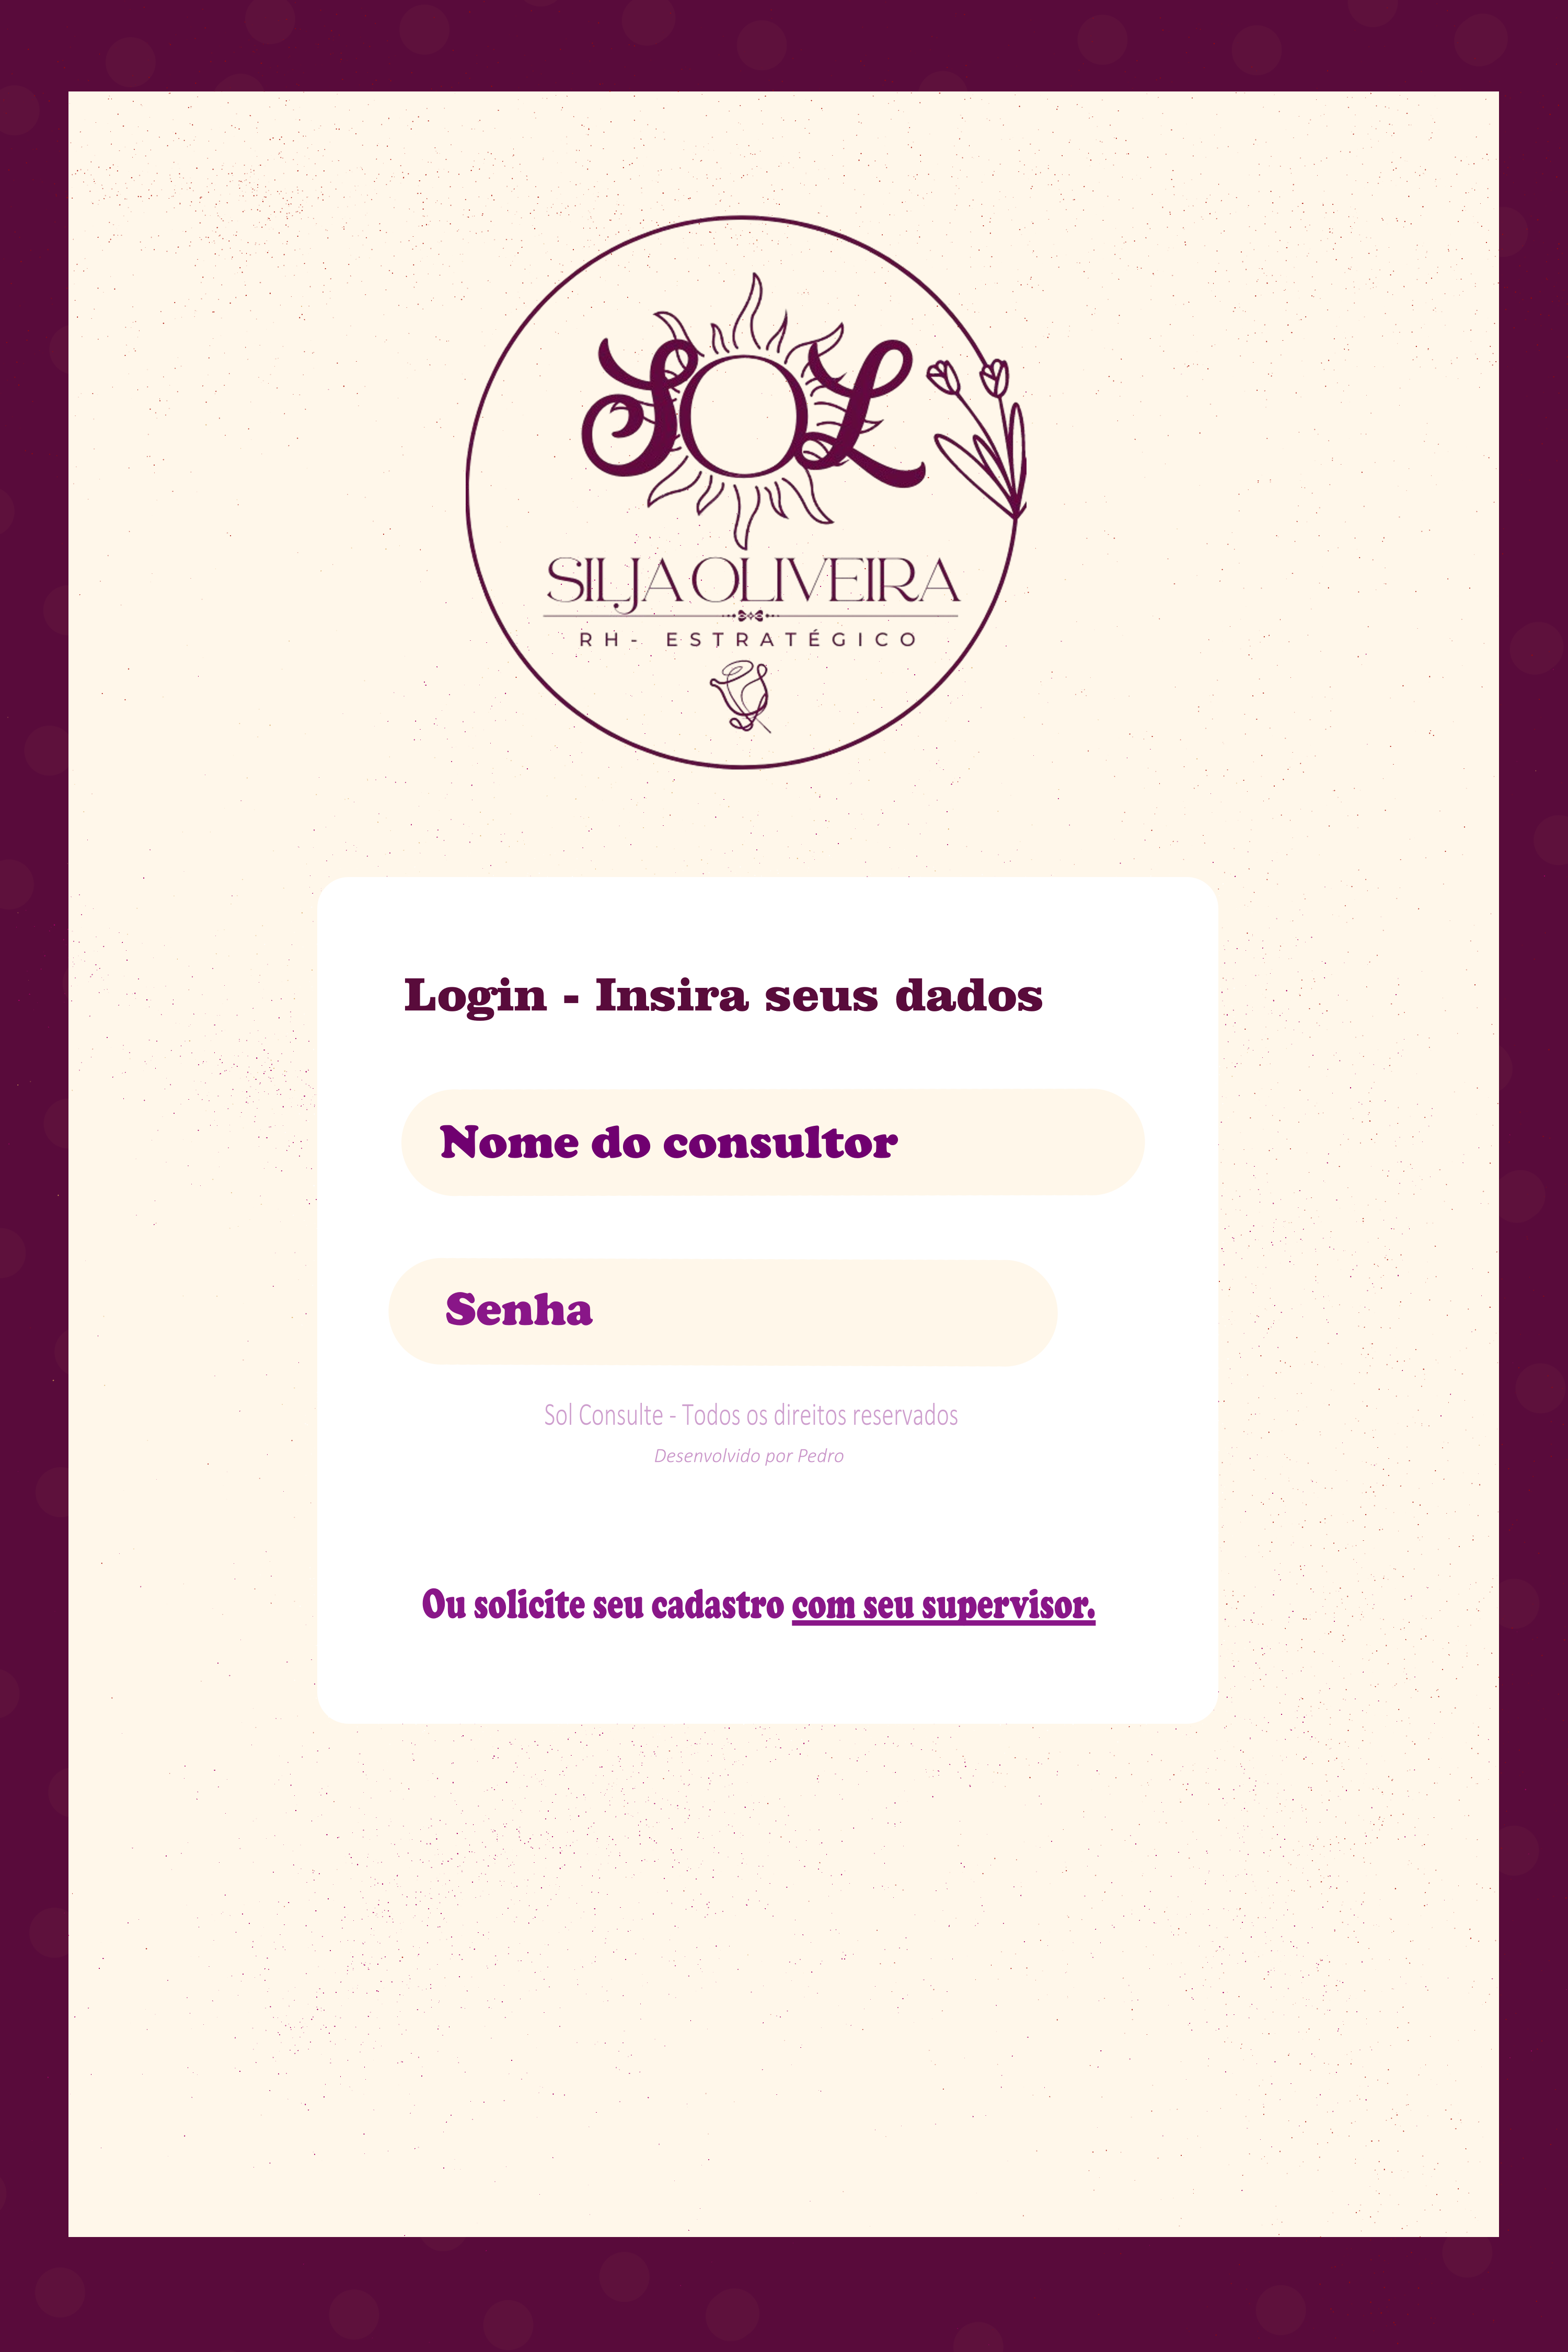 SOL
SILJA OLIVEIRA
RH- ESTRATÉGICO
Login - Insira seus dados
Nome do consultor
Senha
Sol Consulte - Todos os direitos reservados
Desenvolvido por Pedro
Ou solicite seu cadastro com seu supervisor.